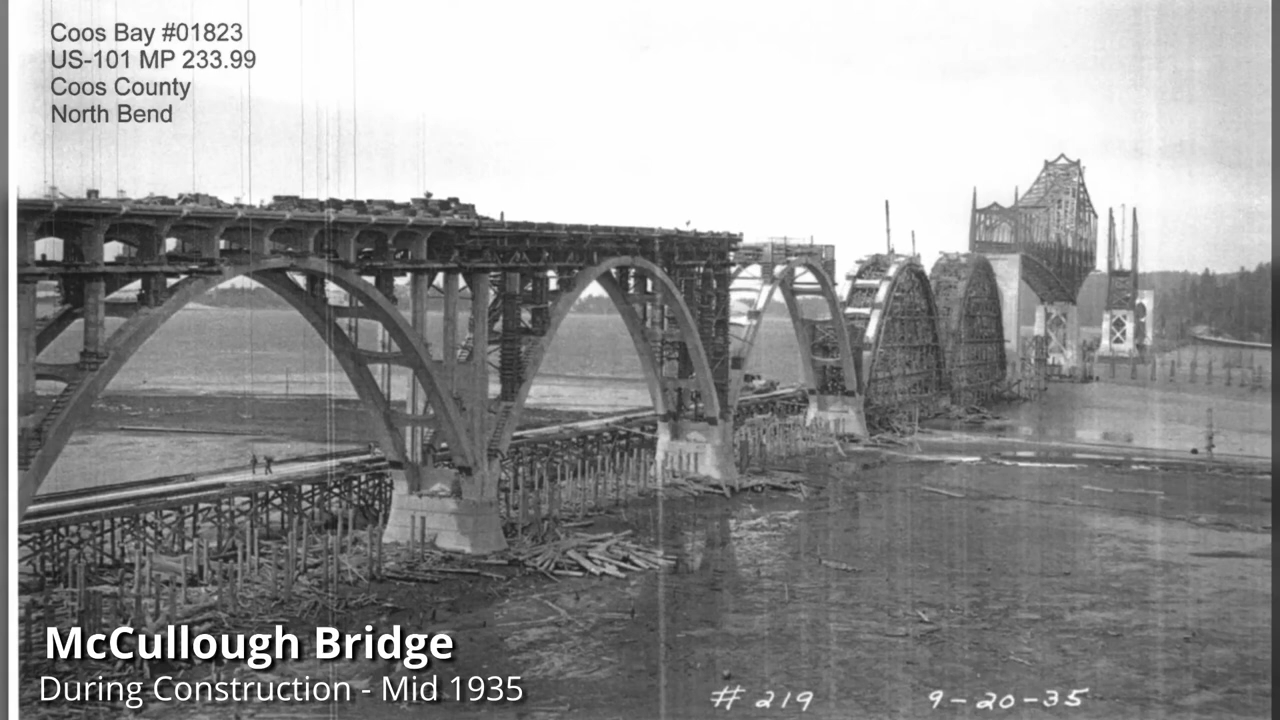 Coos Bay #01823
US-101 MP 233.99
Coos County
North Bend
McCullough Bridge
During Construction - Mid 1935
# 219 9-20-35